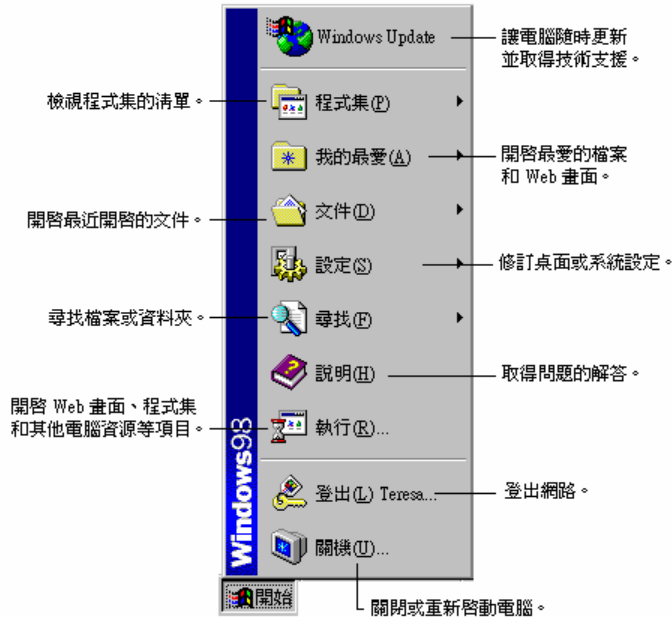 Windows Update
讓電腦隨時更新
並取得技術支援。
檢視程式集的清單。
程式集(P)
我的最愛(A)
開啟最愛的檔案
和 Web 畫面。
開啟最近開啟的文件。
文件(D)
設定(S)
修訂桌面或系統設定。
尋找檔案或資料夾。
尋找(F)
說明(H)
取得問題的解答。
開啟 Web 畫面、程式集
和其他電腦資源等項目。
執行(R)...
登出(L) Teresa...
登出網路。
關機(U)...
Windows98
開始
關閉或重新啟動電腦。